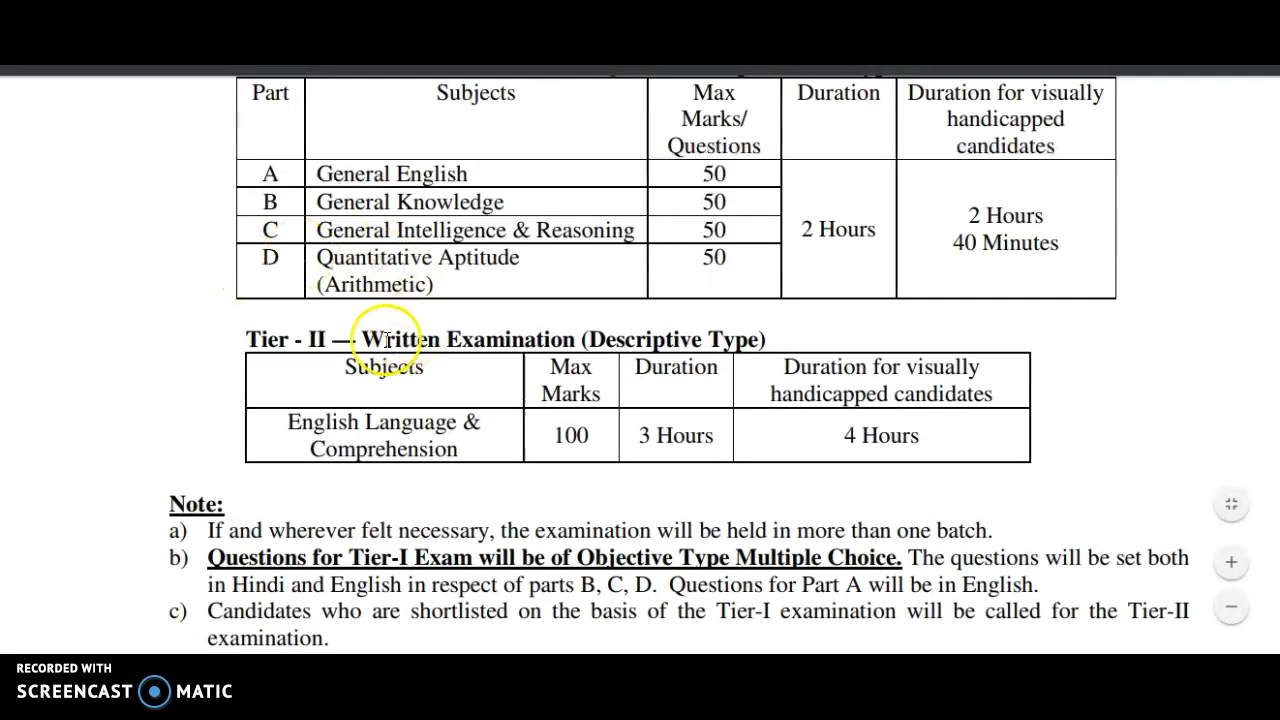 Part Subjects Max Marks/ Questions Duration Duration for visually handicapped candidates
A General English 50
B General Knowledge 50
C General Intelligence & Reasoning 50
D Quantitative Aptitude (Arithmetic) 50
2 Hours
2 Hours 40 Minutes
Tier - II — Written Examination (Descriptive Type)
Subjects Max Marks Duration Duration for visually handicapped candidates
English Language & Comprehension 100 3 Hours 4 Hours
Note:
a) If and wherever felt necessary, the examination will be held in more than one batch.
b) Questions for Tier-I Exam will be of Objective Type Multiple Choice. The questions will be set both
in Hindi and English in respect of parts B, C, D. Questions for Part A will be in English.
c) Candidates who are shortlisted on the basis of the Tier-I examination will be called for the Tier-II
examination.
RECORDED WITH
SCREENCAST MATIC